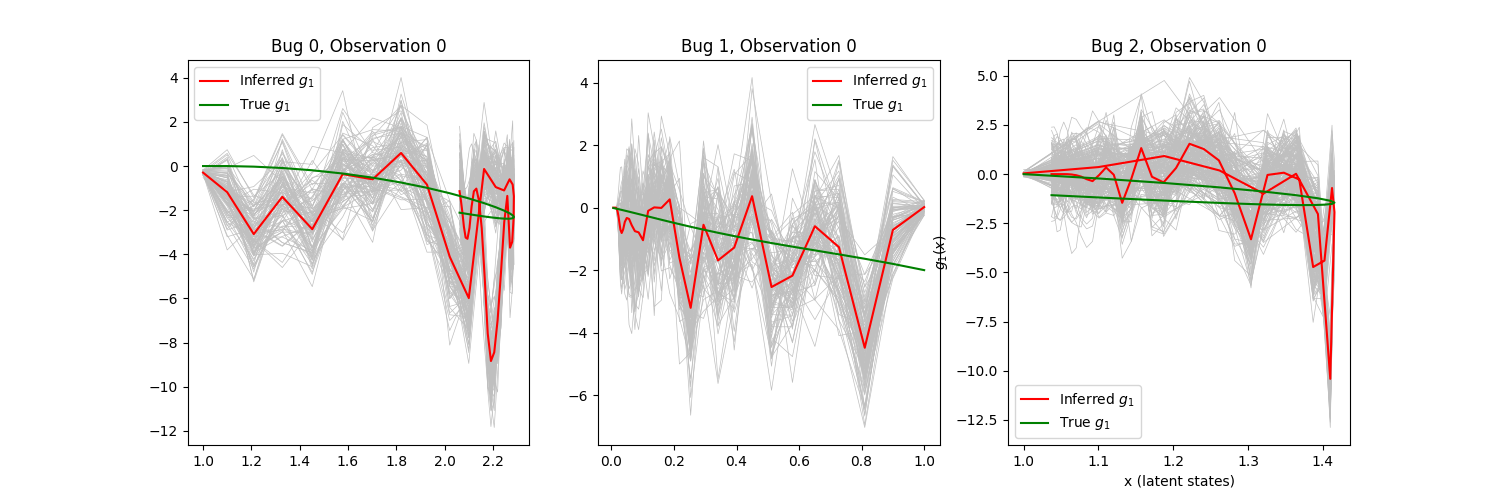 Bug 0, Observation 0
Inferred g₁
True g₁
4
2
0
−2
−4
−6
−8
−10
−12
1.0 1.2 1.4 1.6 1.8 2.0 2.2
Bug 1, Observation 0
Inferred g₁
True g₁
4
2
0
−2
−4
−6
0.0 0.2 0.4 0.6 0.8 1.0
Bug 2, Observation 0
g₁(x)
5.0
2.5
0.0
−2.5
−5.0
−7.5
−10.0
−12.5
Inferred g₁
True g₁
1.0 1.1 1.2 1.3 1.4
x (latent states)